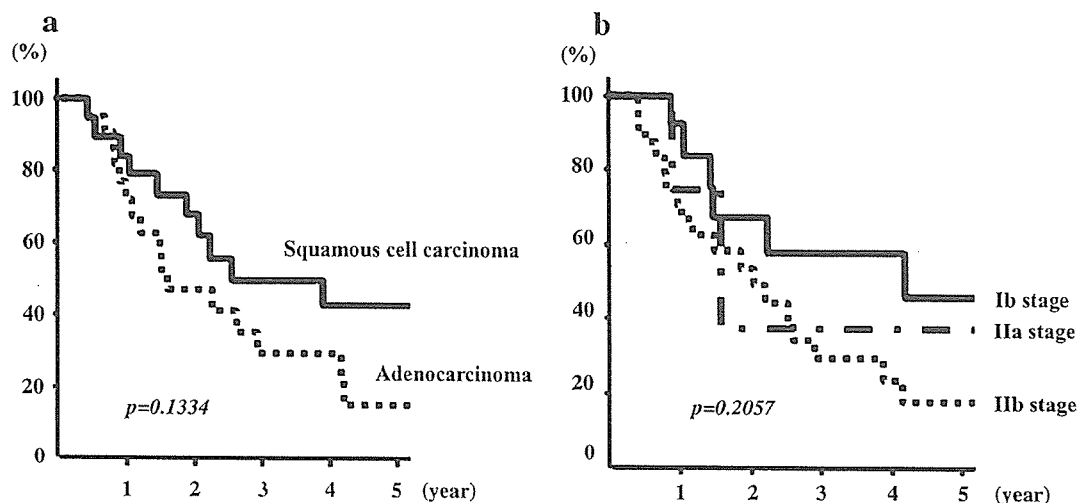 a
(%)
100
80
60
40
20
0
Squamous cell carcinoma
Adenocarcinoma
p=0.1334
1 2 3 4 5 (year)
b
(%)
100
80
60
40
20
0
Ib stage
IIa stage
IIb stage
p=0.2057
1 2 3 4 5 (year)